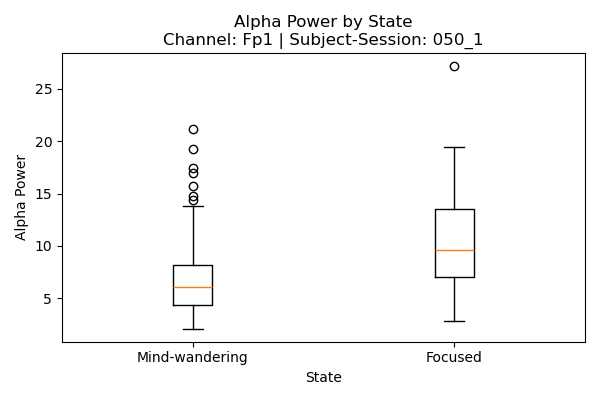 Alpha Power by State
Channel: Fp1 | Subject-Session: 050_1
Alpha Power
25
20
15
10
5
Mind-wandering
Focused
State